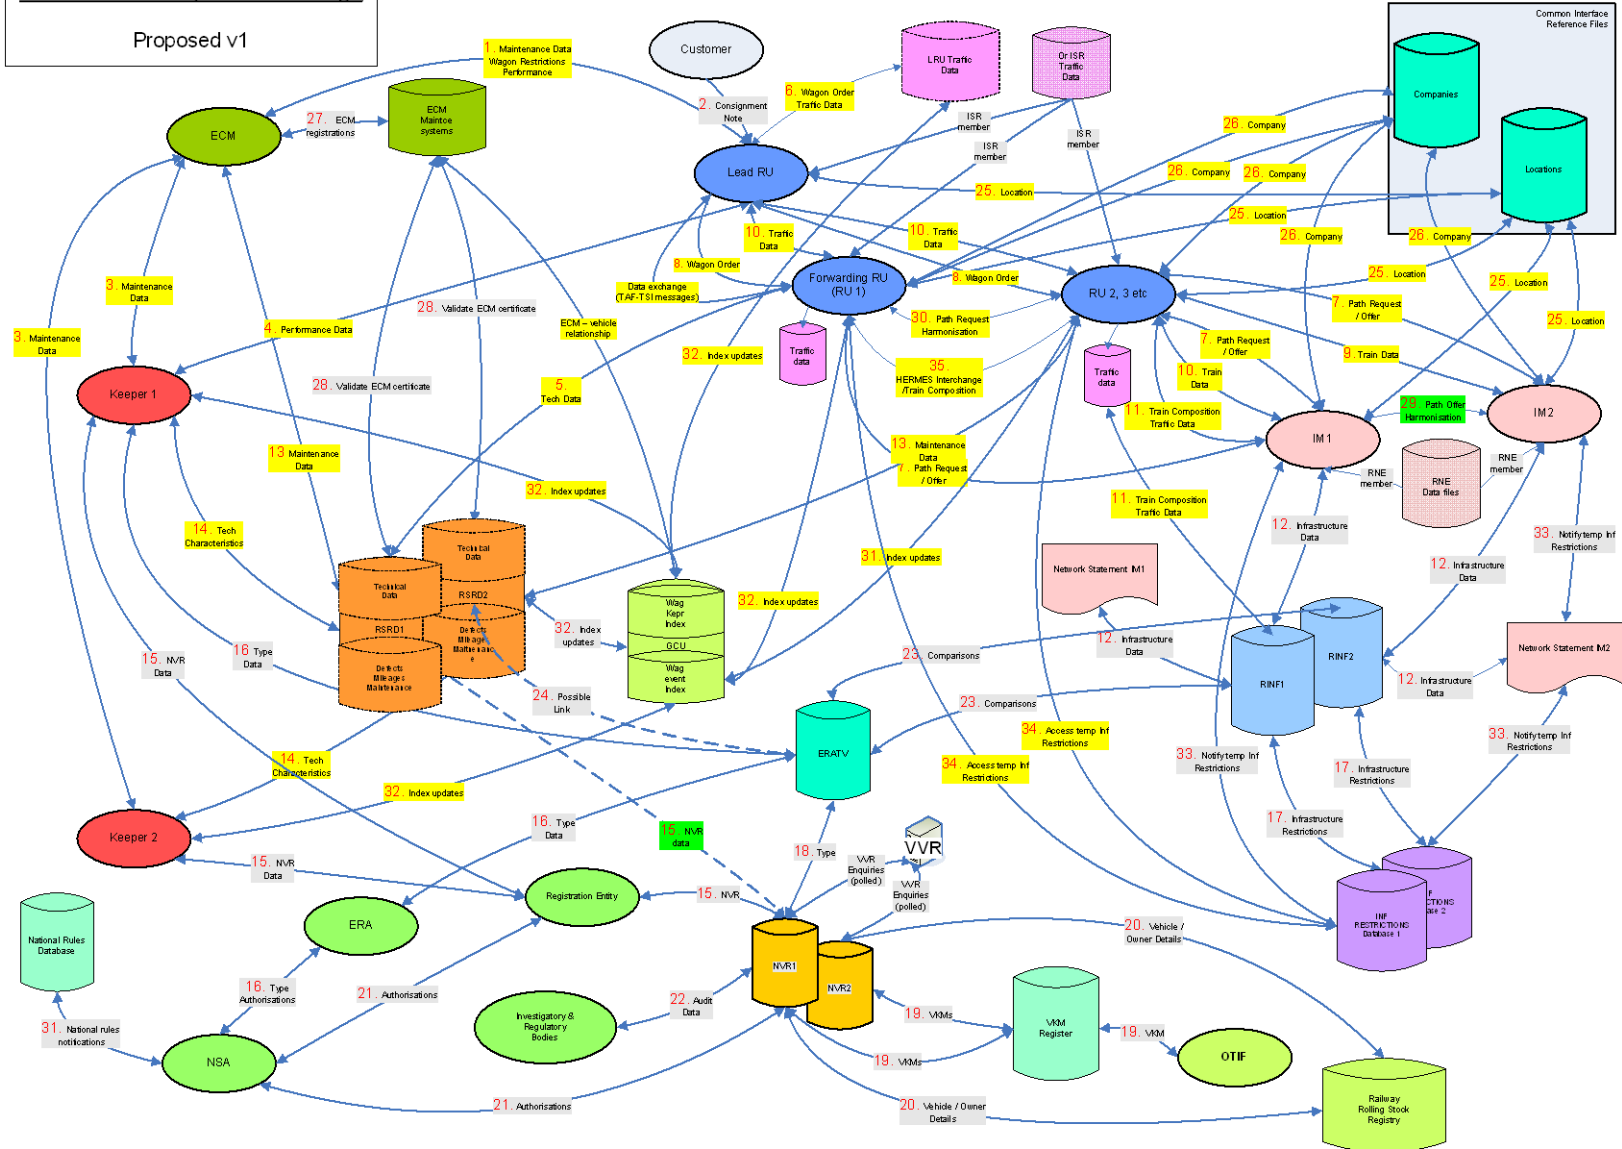 Proposed v1
Common Interface
Reference Files
Customer
LRU Traffic
Data
Or ISR
Traffic
Data
Companies
Locations
1. Maintenance Data
Wagon Restrictions
Performance
ECM
Maintce
systems
6. Wagon Order
Traffic Data
2. Consignment
Note
27. ECM
registrations
ECM
ISR
member
ISR
member
ISR
member
26. Company
26. Company
26. Company
Lead RU
25. Location
25. Location
26. Company
26. Company
10. Traffic
Data
10. Traffic
Data
8. Wagon Order
8. Wagon Order
Data exchange
(TAF-TSI messages)
Forwarding RU
(RU 1)
RU 2, 3 etc
25. Location
25. Location
25. Location
3. Maintenance
Data
3. Maintenance
Data
28. Validate ECM certificate
4. Performance Data
ECM – vehicle
relationship
30. Path Request
Harmonisation
7. Path Request
/ Offer
7. Path Request
/ Offer
9. Train Data
Traffic
data
Traffic
data
32. Index updates
35.
HERMES Interchange
/Train Composition
10. Train
Data
Keeper 1
28. Validate ECM certificate
5.
Tech Data
11. Train Composition
Traffic Data
29. Path Offer
Harmonisation
IM1
IM2
13 Maintenance
Data
13. Maintenance
Data
7. Path Request
/ Offer
RNE
member
RNE
member
RNE
Data files
32. Index updates
11. Train Composition
Traffic Data
14. Tech
Characteristics
12. Infrastructure
Data
33. Notify temp Inf
Restrictions
Technical
Data
RSRD2
Defects
Mileage
Maintenanc
e
Technical
Data
RSRD1
Defects
Mileages
Maintenance
31. Index updates
Network Statement IM1
12. Infrastructure
Data
Wag
Kepr
Index
GCU
Wag
event
Index
32. Index updates
32. Index
updates
12. Infrastructure
Data
RINF1
RINF2
Network Statement IM2
12. Infrastructure
Data
15. NVR
Data
16 Type
Data
23. Comparisons
23. Comparisons
24. Possible
Link
ERATV
34. Access temp Inf
Restrictions
34. Access temp Inf
Restrictions
33. Notify temp Inf
Restrictions
33. Notify temp Inf
Restrictions
14. Tech
Characteristics
32. Index updates
17. Infrastructure
Restrictions
17. Infrastructure
Restrictions
Keeper 2
16. Type
Data
15. NVR
data
18. Type
VVR
VVR
Enquiries
(polled)
VVR
Enquiries
(polled)
15. NVR
Data
Registration Entity
15. NVR
INF
RESTRICTIONS
Database 1
F
CTIONS
ase 2
National Rules
Database
ERA
20. Vehicle /
Owner Details
NVR1
NVR2
16. Type
Authorisations
21. Authorisations
22. Audit
Data
Investigatory &
Regulatory
Bodies
19. VKMs
VKM
Register
19. VKM
OTIF
31. National rules
notifications
NSA
19. VKMs
21. Authorisations
20. Vehicle / Owner
Details
Railway
Rolling Stock
Registry